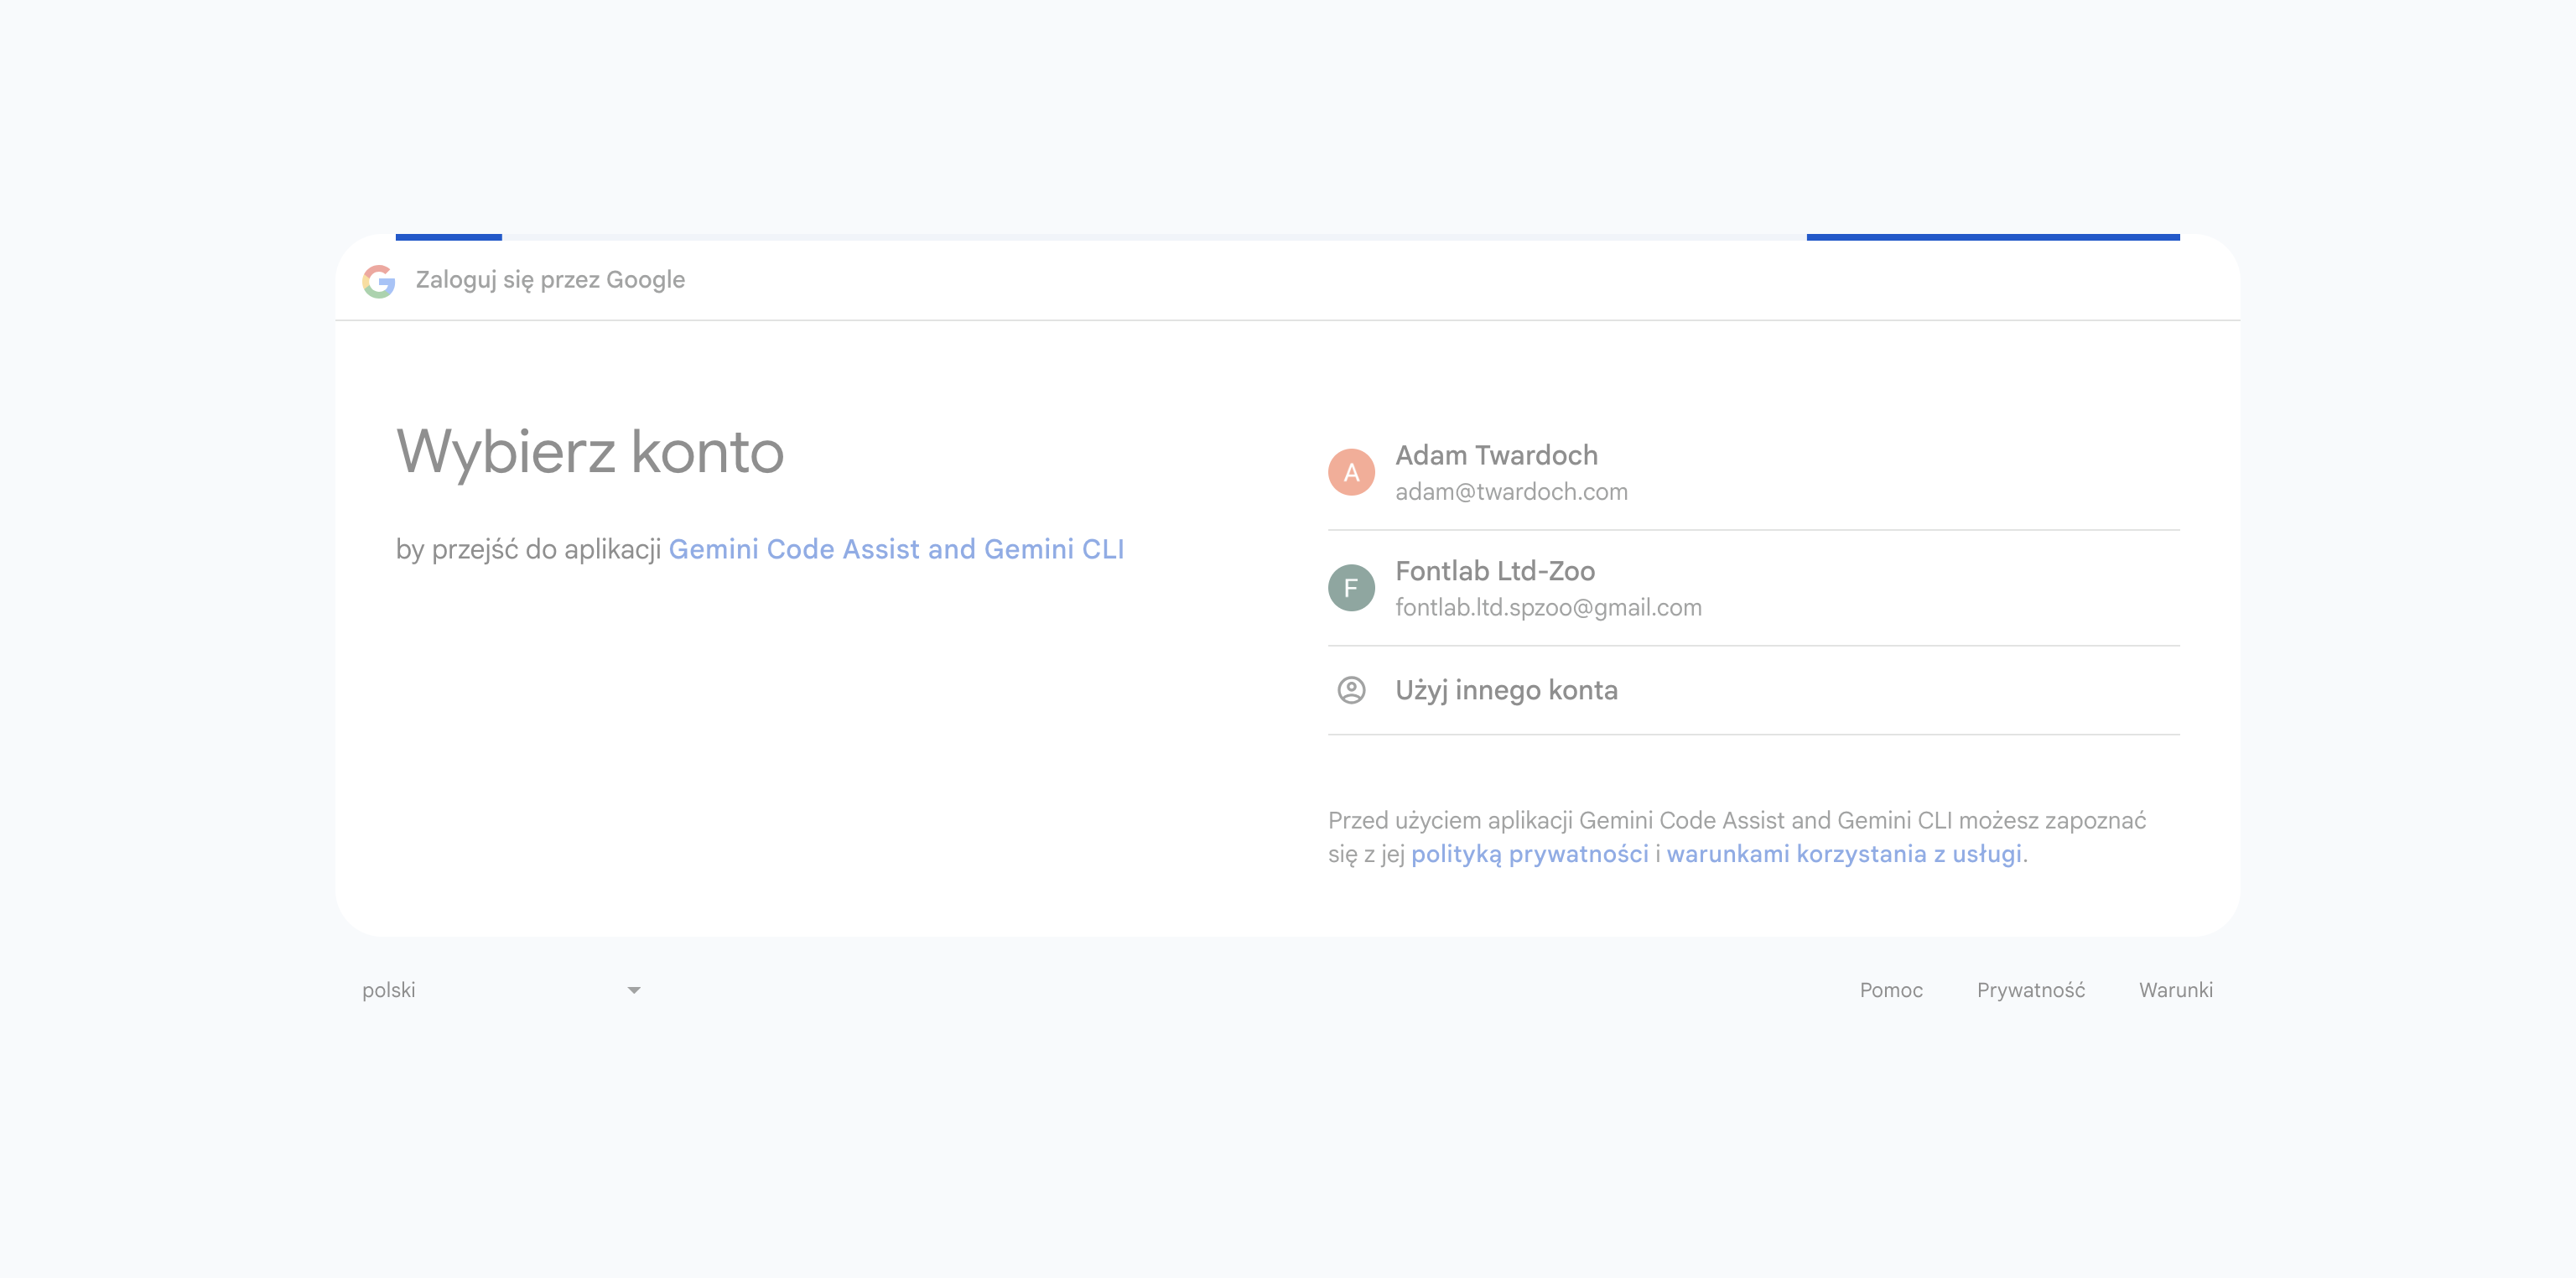 Zaloguj się przez Google
Wybierz konto
by przejść do aplikacji Gemini Code Assist and Gemini CLI
A
Adam Twardoch
adam@twardoch.com
F
Fontlab Ltd-Zoo
fontlab.ltd.spzoo@gmail.com
Użyj innego konta
Przed użyciem aplikacji Gemini Code Assist and Gemini CLI możesz zapoznać
się z jej polityką prywatności i warunkami korzystania z usługi.
polski
Pomoc
Prywatność
Warunki